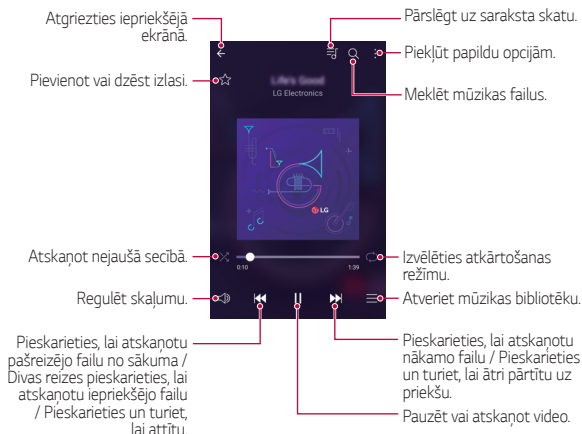 Atgriezties iepriekšējā
ekrānā.
Pievienot vai dzēst izlasi.
Atskaņot nejaušā secībā.
Regulēt skaļumu.
Pieskarieties, lai atskaņotu
pašreizējo failu no sākuma /
Divas reizes pieskarieties, lai
atskaņotu iepriekšējo failu
/ Pieskarieties un turiet,
lai attītu.
Life's Good
LG Electronics
LG
0:10
1:39
Pārslēgt uz saraksta skatu.
Piekļūt papildu opcijām.
Meklēt mūzikas failus.
Izvēlēties atkārtošanas
režīmu.
Atveriet mūzikas bibliotēku.
Pieskarieties, lai atskaņotu
nākamo failu / Pieskarieties
un turiet, lai ātri pārtītu uz
priekšu.
Pauzēt vai atskaņot video.